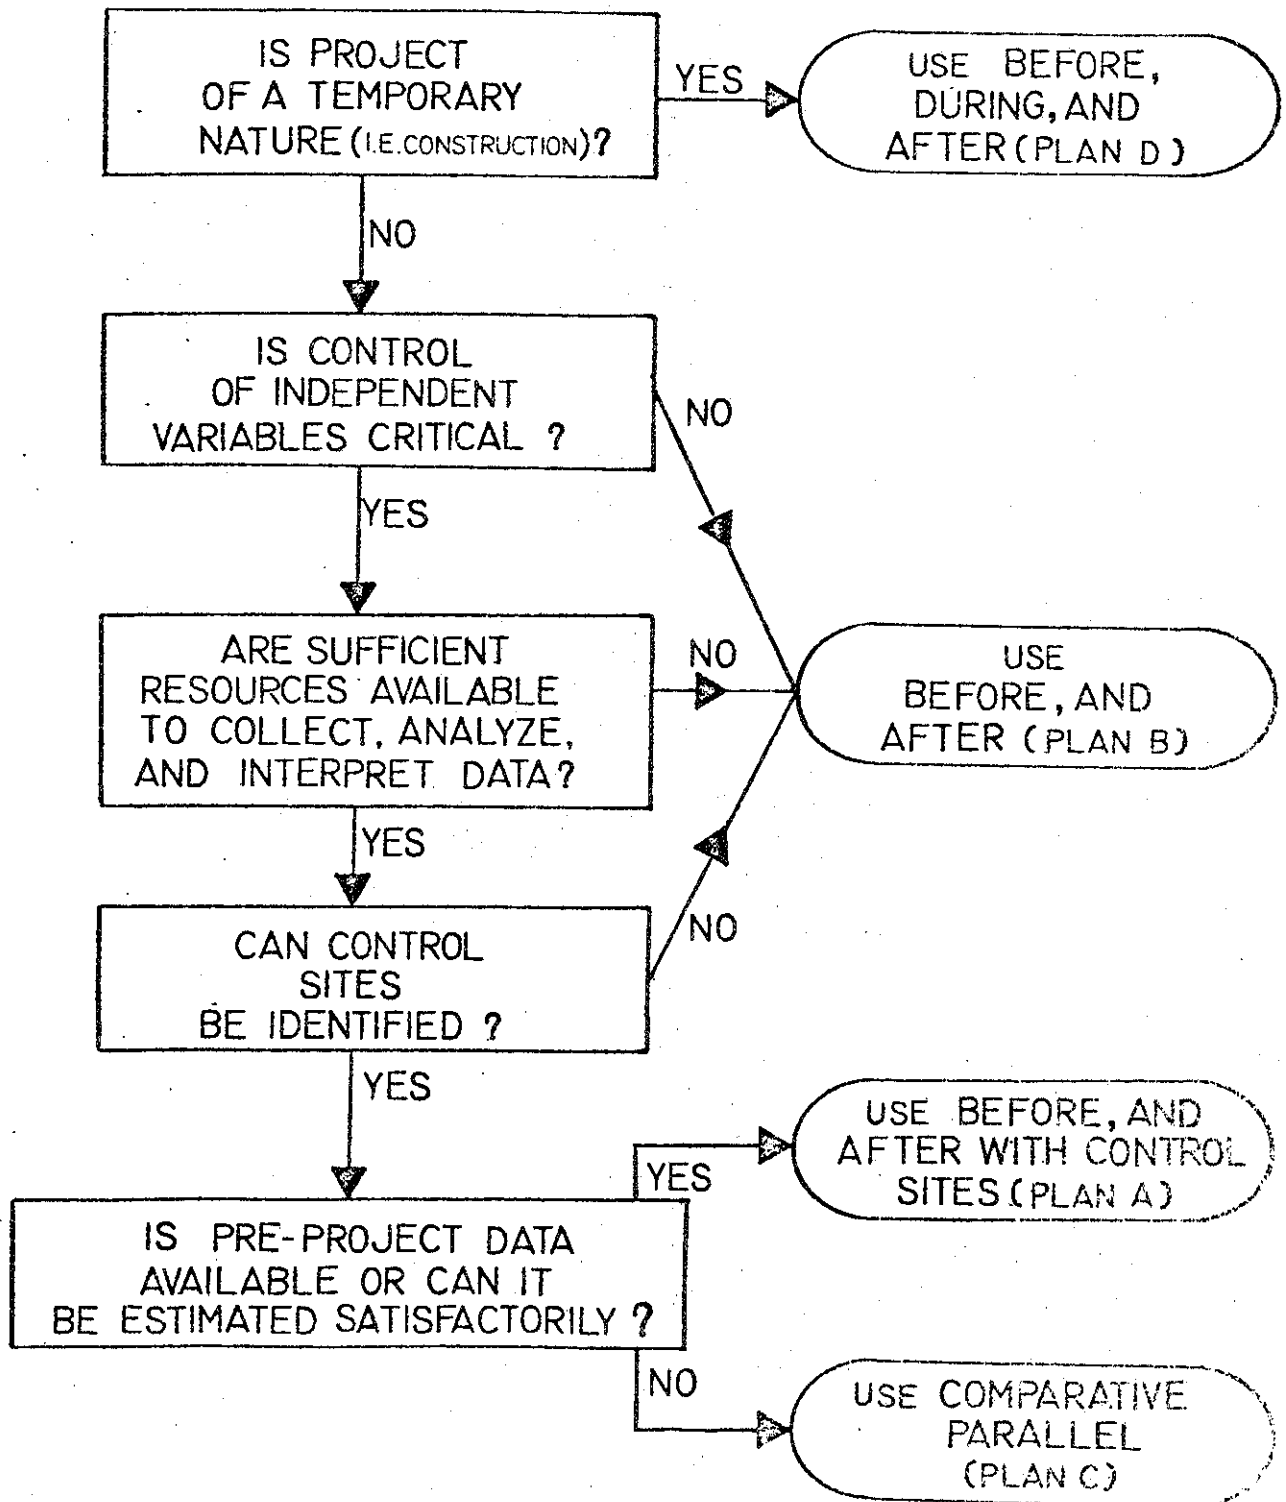 IS PROJECT
OF A TEMPORARY
NATURE (I.E. CONSTRUCTION)?
YES
USE BEFORE,
DURING, AND
AFTER (PLAN D)
NO
IS CONTROL
OF INDEPENDENT
VARIABLES CRITICAL ?
NO
YES
ARE SUFFICIENT
RESOURCES AVAILABLE
TO COLLECT, ANALYZE,
AND INTERPRET DATA?
NO
USE
BEFORE, AND
AFTER (PLAN B)
YES
CAN CONTROL
SITES
BE IDENTIFIED ?
NO
YES
IS PRE-PROJECT DATA
AVAILABLE OR CAN IT
BE ESTIMATED SATISFACTORILY ?
YES
USE BEFORE, AND
AFTER WITH CONTROL
SITES (PLAN A)
NO
USE COMPARATIVE
PARALLEL
(PLAN C)